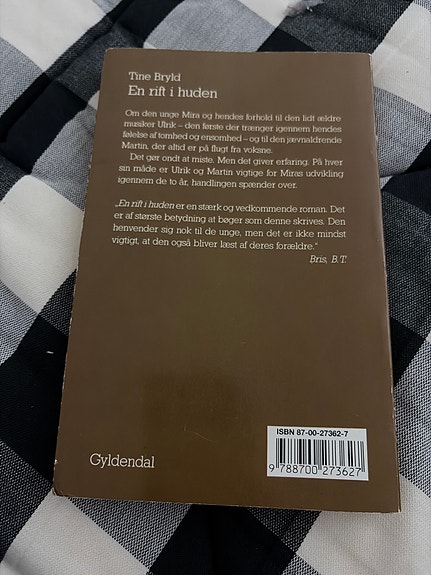 Tine Bryld
En rift i huden
Om den unge Mira og hendes forhold til den lidt ældre
musiker Ulrik – den første der trænger igennem hendes
følelse af tomhed og ensomhed – og til den jævnaldrende
Martin, der altid er på flugt fra voksne.
Det gør ondt at miste. Men det giver erfaring. På hver
sin måde er Ulrik og Martin vigtige for Miras udvikling
igennem de to år, handlingen spænder over.
„En rift i huden er en stærk og vedkommende roman. Det
er af største betydning at bøger som denne skrives. Den
henvender sig nok til de unge, men det er ikke mindst
vigtigt, at den også bliver læst af deres forældre.“
Bris, B.T.
ISBN 87-00-27362-7
9 788700 273627
Gyldendal